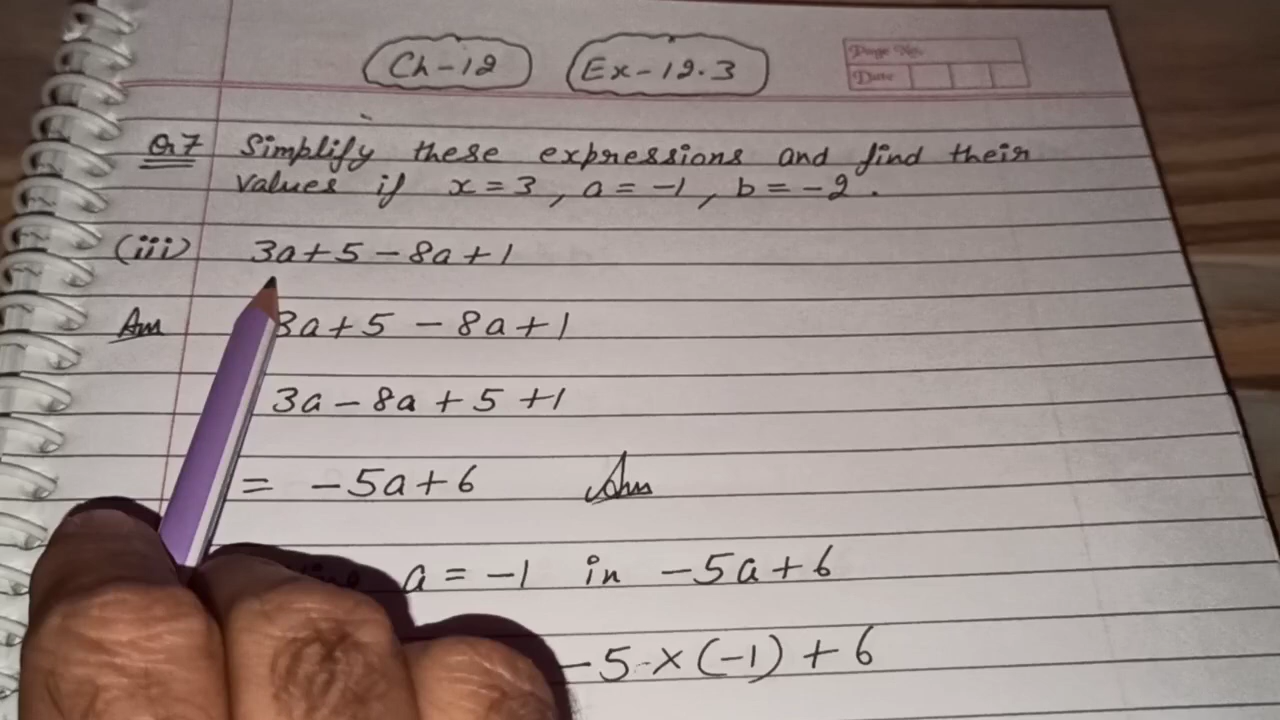 Ch-12 Ex-12.3
Page No.
Date
Q7 Simplify these expressions and find their
values if x = 3, a = -1, b = -2.
(iii) 3a + 5 - 8a + 1
Ans 3a + 5 - 8a + 1
3a - 8a + 5 + 1
= -5a + 6 Ans
a = -1 in -5a + 6
-5 × (-1) + 6